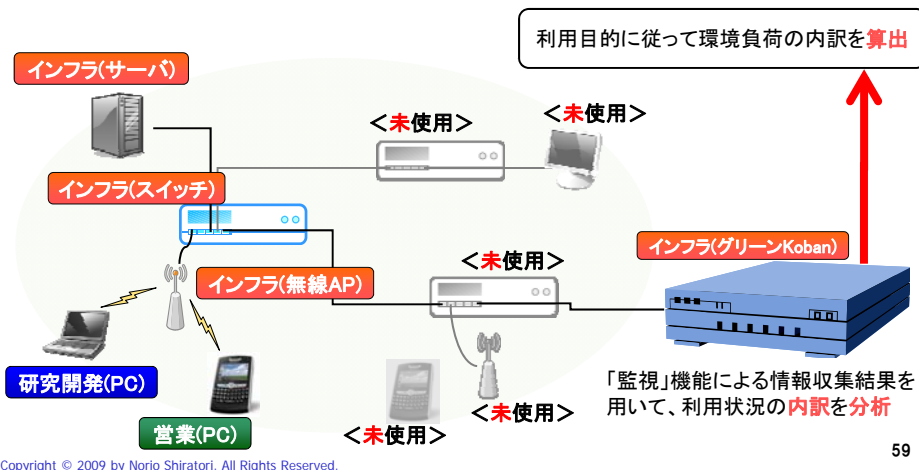 利用目的に従って環境負荷の内訳を算出
インフラ(サーバ)
<未使用>
<未使用>
インフラ(スイッチ)
インフラ(グリーンKoban)
<未使用>
インフラ(無線AP)
研究開発(PC)
「監視」機能による情報収集結果を
用いて、利用状況の内訳を分析
<未使用>
営業(PC)
<未使用>
59
Copyright © 2009 by Norio Shiratori. All Rights Reserved.